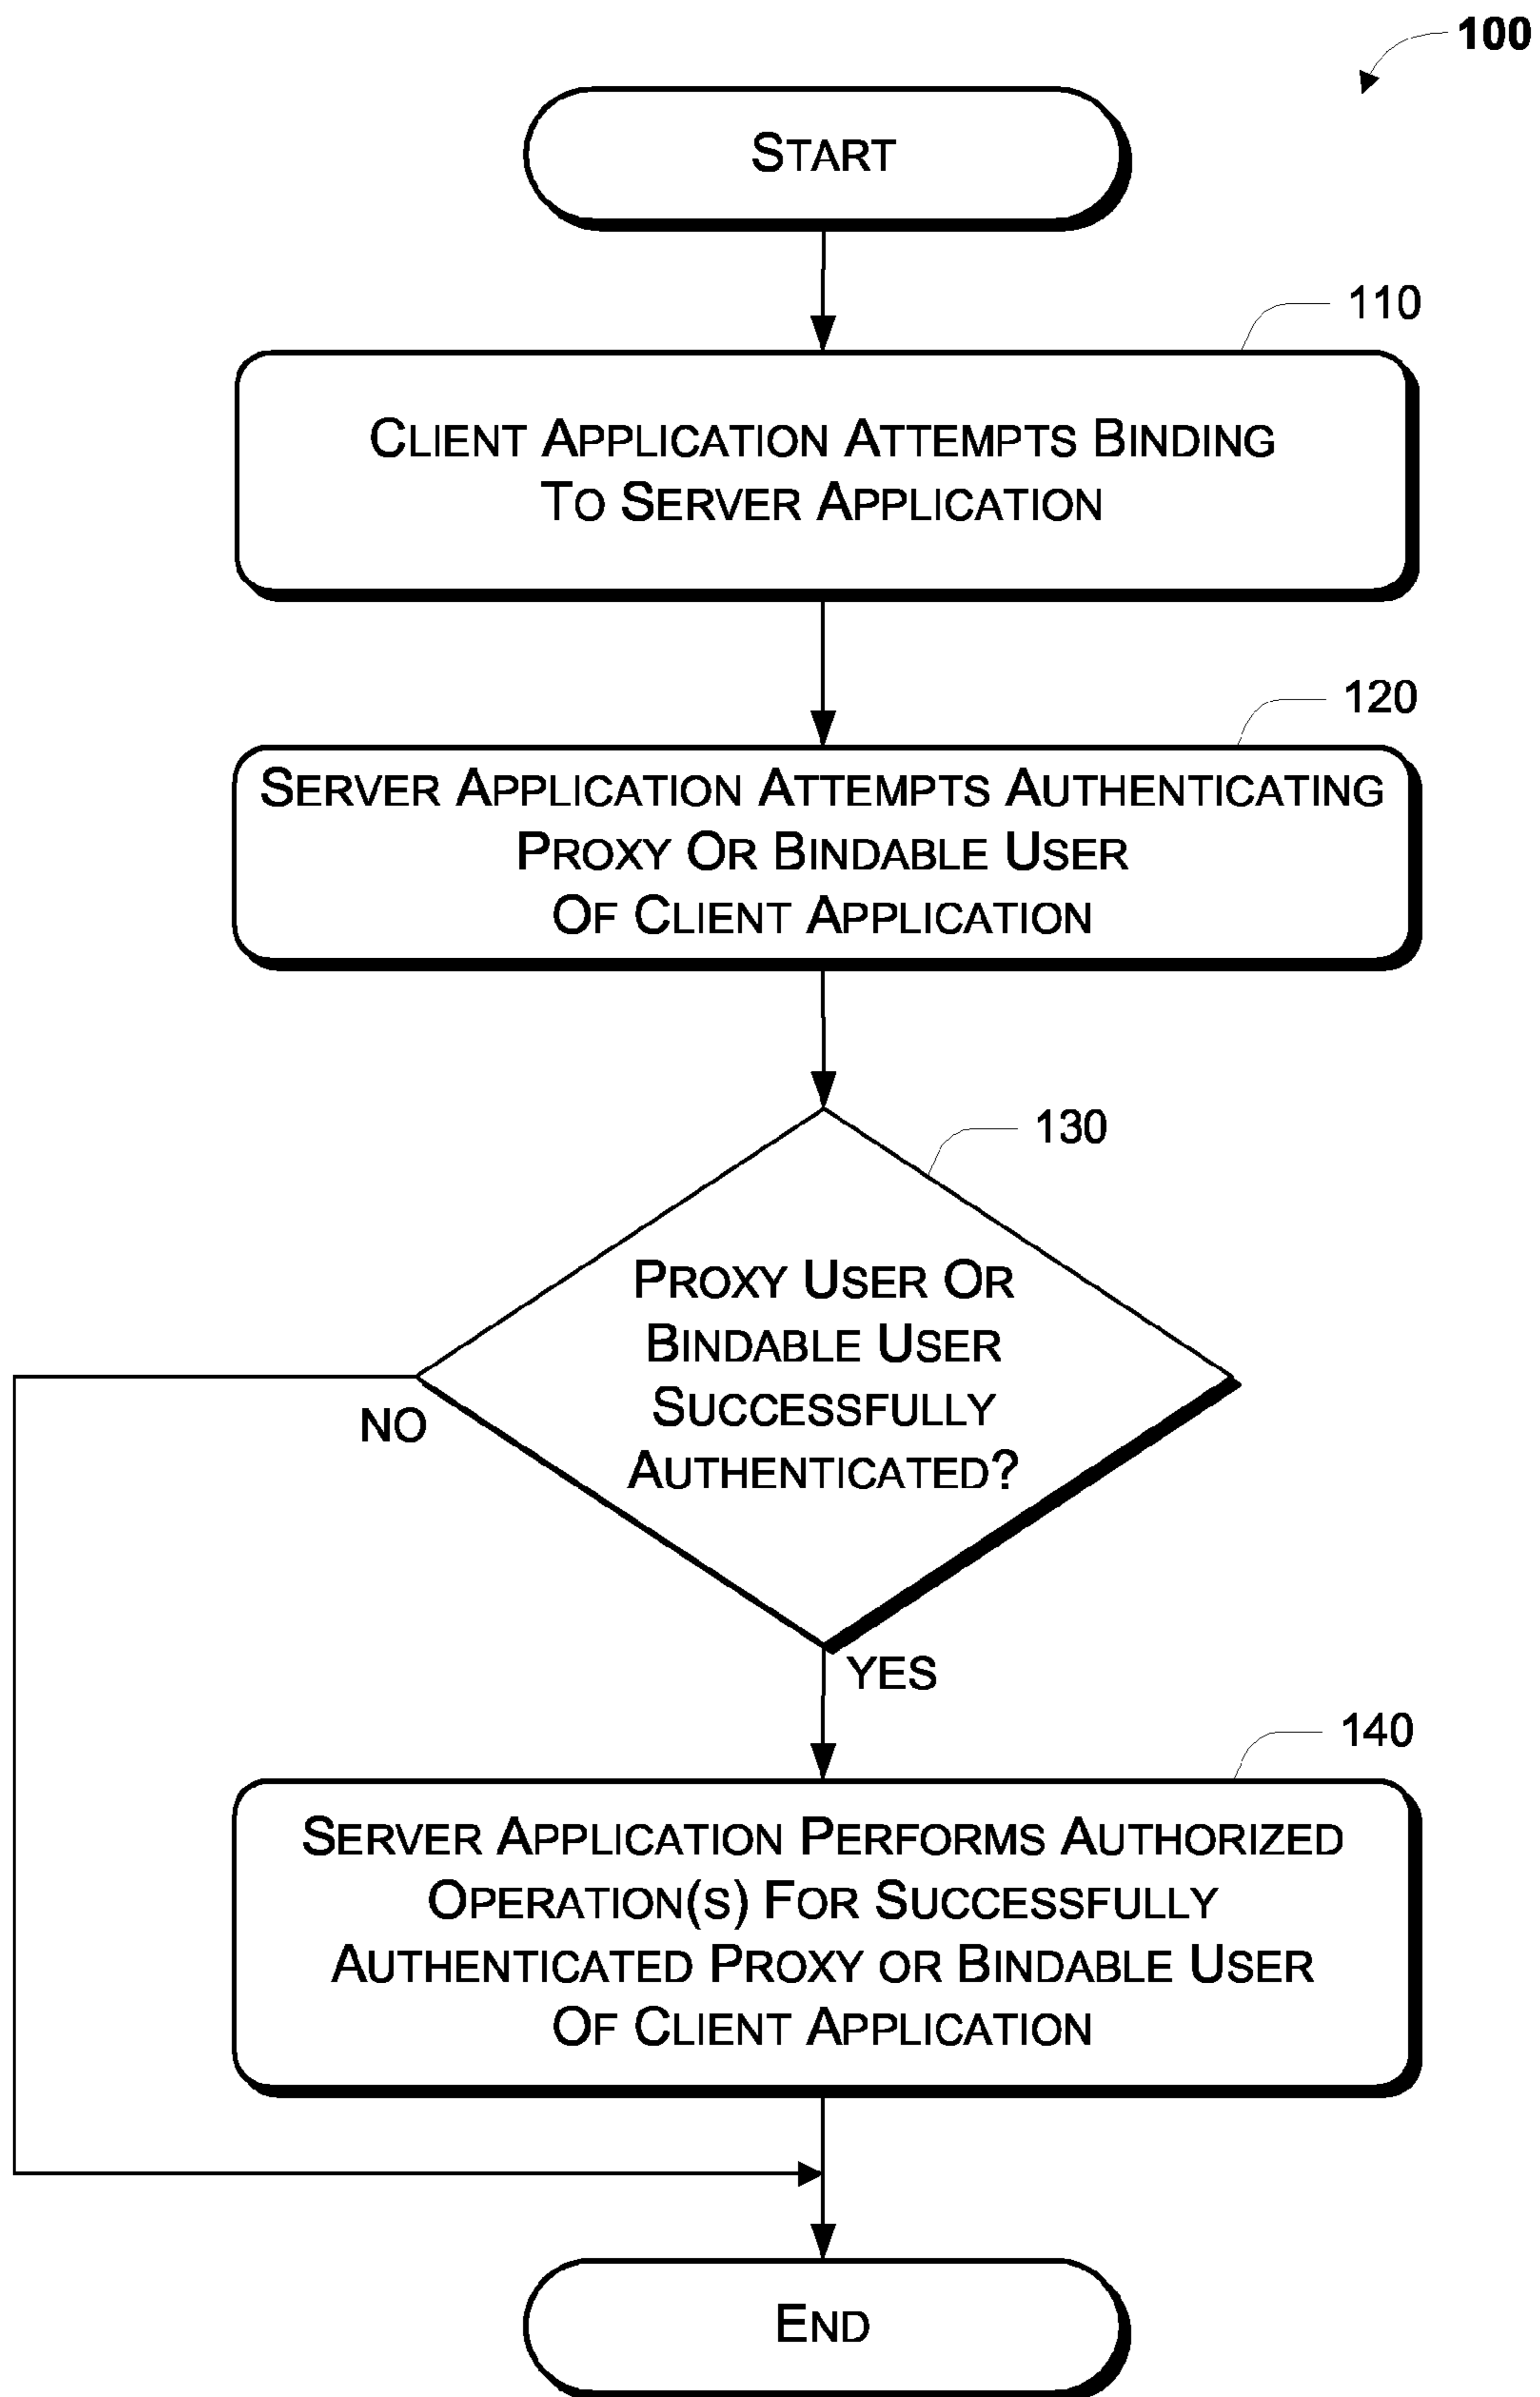 100
START
110
CLIENT APPLICATION ATTEMPTS BINDING
TO SERVER APPLICATION
120
SERVER APPLICATION ATTEMPTS AUTHENTICATING
PROXY OR BINDABLE USER
OF CLIENT APPLICATION
130
PROXY USER OR
BINDABLE USER
SUCCESSFULLY
AUTHENTICATED?
NO
YES
140
SERVER APPLICATION PERFORMS AUTHORIZED
OPERATION(S) FOR SUCCESSFULLY
AUTHENTICATED PROXY OR BINDABLE USER
OF CLIENT APPLICATION
END